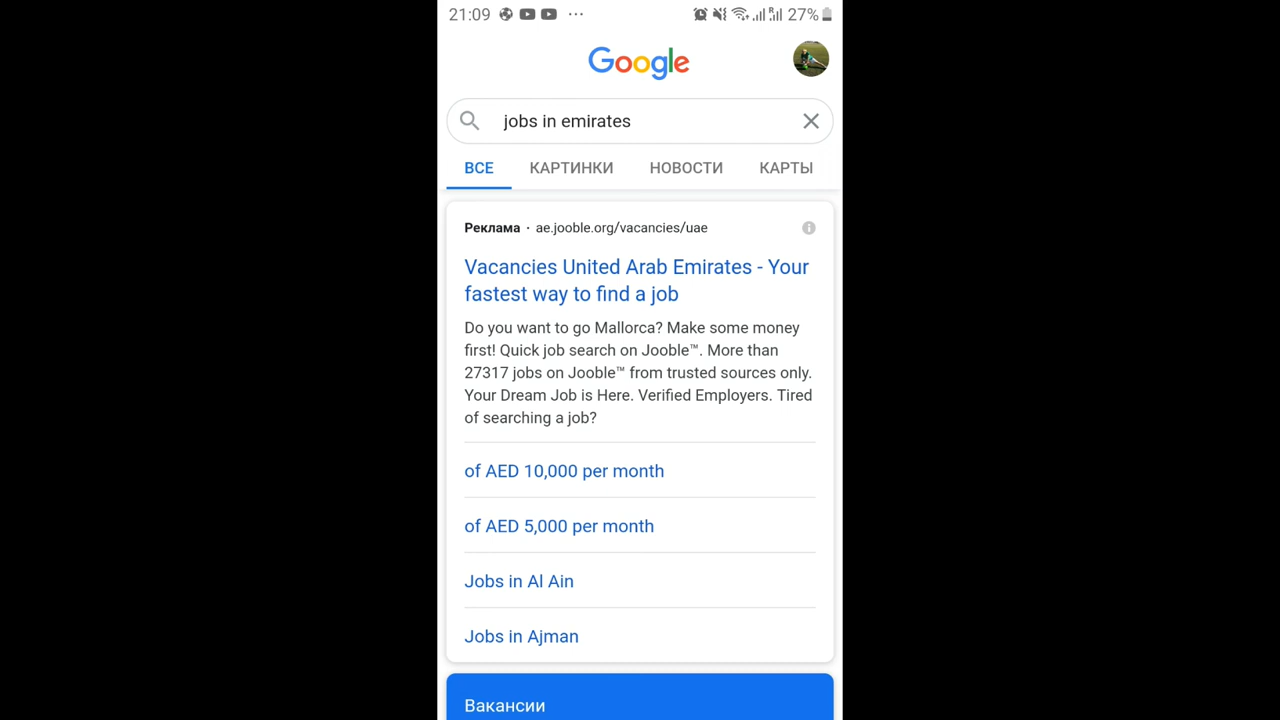 21:09 ··· 27%
Google
jobs in emirates
ВСЕ КАРТИНКИ НОВОСТИ КАРТЫ
Реклама · ae.jooble.org/vacancies/uae
Vacancies United Arab Emirates - Your
fastest way to find a job
Do you want to go Mallorca? Make some money
first! Quick job search on Jooble™. More than
27317 jobs on Jooble™ from trusted sources only.
Your Dream Job is Here. Verified Employers. Tired
of searching a job?
of AED 10,000 per month
of AED 5,000 per month
Jobs in Al Ain
Jobs in Ajman
Вакансии